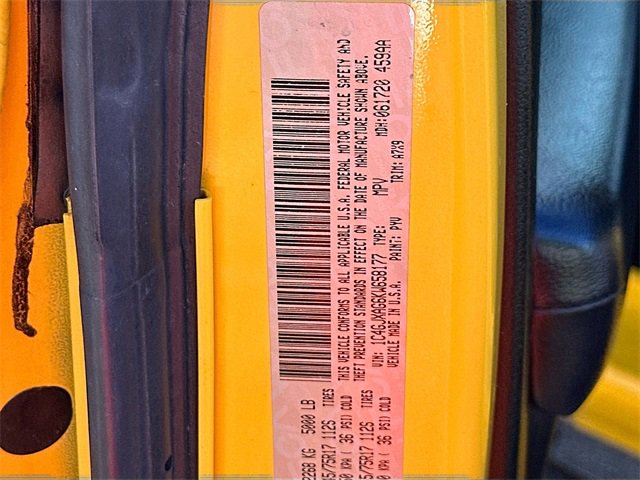 2268 KG 5000 LB
5/75R17 112S TIRES
0 KPA ( 36 PSI) COLD
5/75R17 112S / TIRES
0 KPA ( 36 PSI) COLD
THIS VEHICLE CONFORMS TO ALL APPLICABLE U.S.A. FEDERAL MOTOR VEHICLE SAFETY AND
THEFT PREVENTION STANDARDS IN EFFECT ON THE DATE OF MANUFACTURE SHOWN ABOVE.
VIN: 1C4GJXAG6KW658177 TYPE: MPV MDH:061720 459AA
VEHICLE MADE IN U.S.A. PAINT: PYV TRIM: A7X9